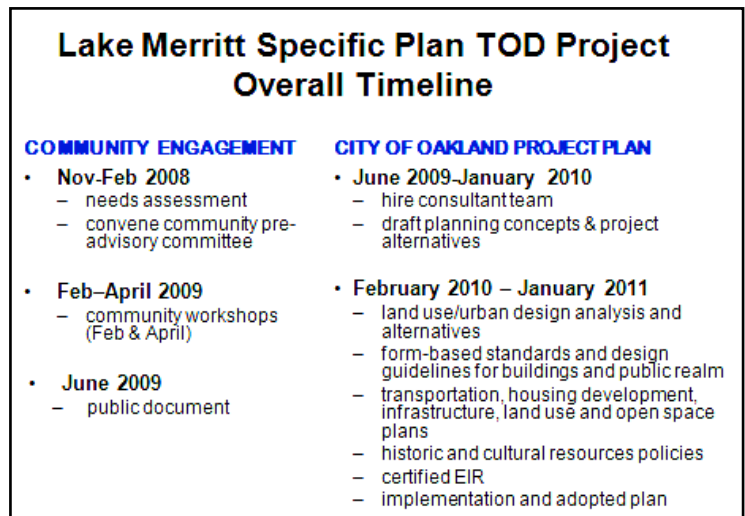 Lake Merritt Specific Plan TOD Project
Overall Timeline
COMMUNITY ENGAGEMENT
• Nov-Feb 2008
– needs assessment
– convene community pre-
advisory committee
• Feb–April 2009
– community workshops
(Feb & April)
• June 2009
– public document
CITY OF OAKLAND PROJECT PLAN
• June 2009-January 2010
– hire consultant team
– draft planning concepts & project
alternatives
• February 2010 – January 2011
– land use/urban design analysis and
alternatives
– form-based standards and design
guidelines for buildings and public realm
– transportation, housing development,
infrastructure, land use and open space
plans
– historic and cultural resources policies
– certified EIR
– implementation and adopted plan